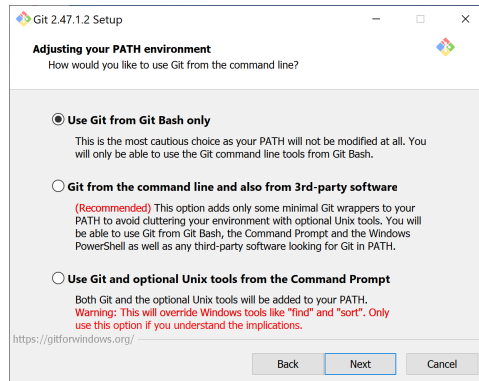 Git 2.47.1.2 Setup
Adjusting your PATH environment
How would you like to use Git from the command line?
Use Git from Git Bash only
This is the most cautious choice as your PATH will not be modified at all. You
will only be able to use the Git command line tools from Git Bash.
Git from the command line and also from 3rd-party software
(Recommended) This option adds only some minimal Git wrappers to your
PATH to avoid cluttering your environment with optional Unix tools. You will
be able to use Git from Git Bash, the Command Prompt and the Windows
PowerShell as well as any third-party software looking for Git in PATH.
Use Git and optional Unix tools from the Command Prompt
Both Git and the optional Unix tools will be added to your PATH.
Warning: This will override Windows tools like "find" and "sort". Only
use this option if you understand the implications.
https://gitforwindows.org/
Back Next Cancel